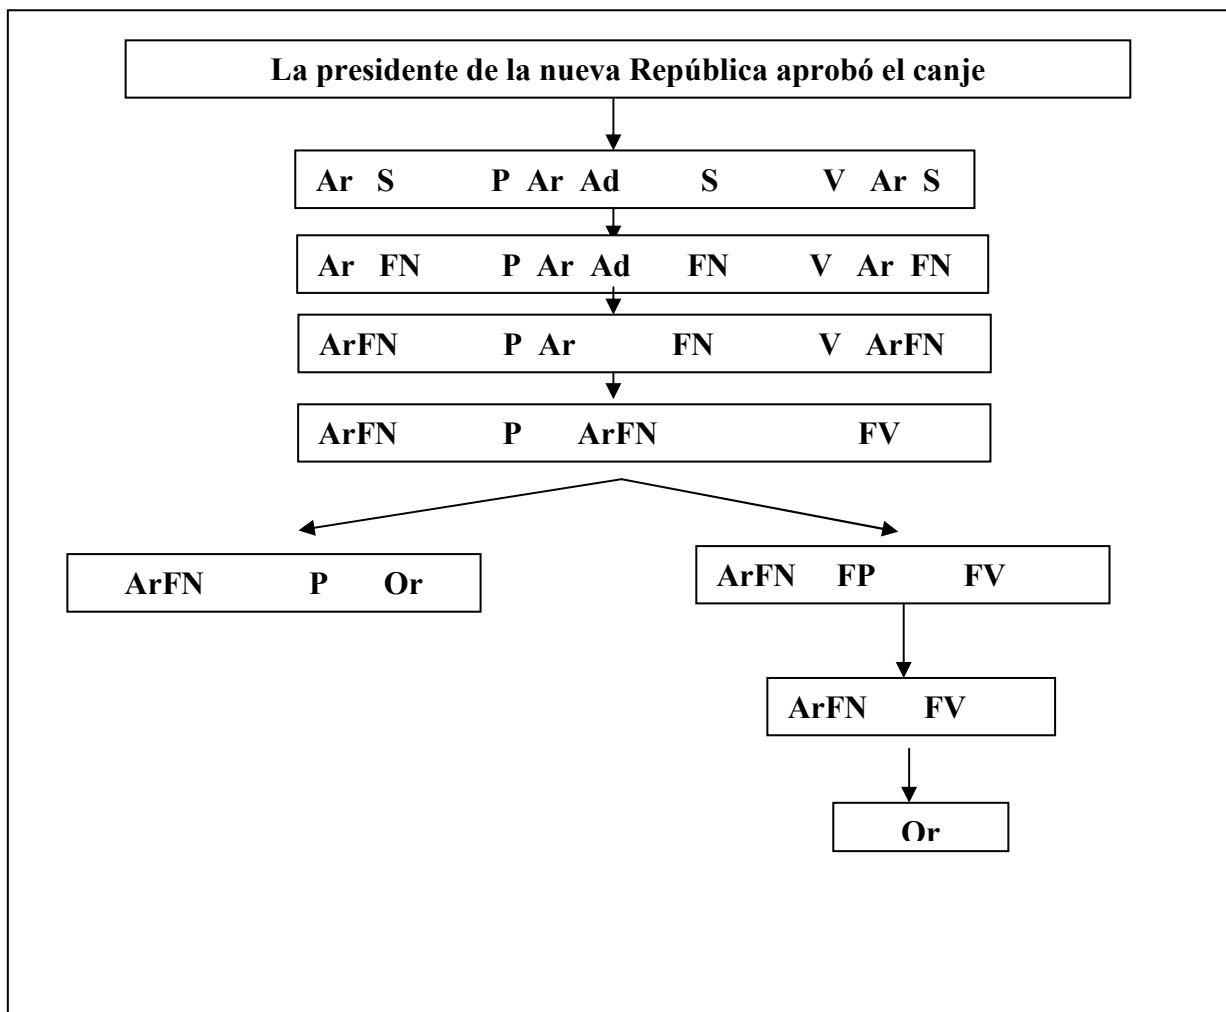 La presidente de la nueva República aprobó el canje
Ar S P Ar Ad S V Ar S
Ar FN P Ar Ad FN V Ar FN
ArFN P Ar FN V ArFN
ArFN P ArFN FV
ArFN P Or
ArFN FP FV
ArFN FV
Or